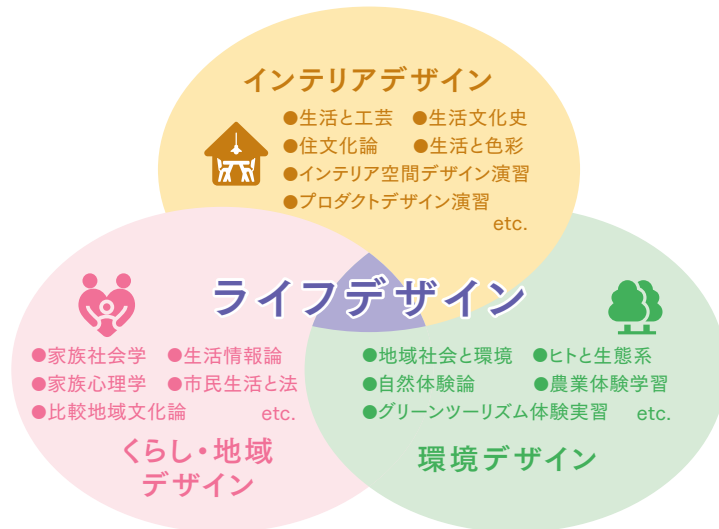 インテリアデザイン
●生活と工芸 ●生活文化史
●住文化論 ●生活と色彩
●インテリア空間デザイン演習
●プロダクトデザイン演習
etc.
ライフデザイン
●家族社会学 ●生活情報論
●家族心理学 ●市民生活と法
●比較地域文化論 etc.
くらし・地域
デザイン
●地域社会と環境 ●ヒトと生態系
●自然体験論 ●農業体験学習
●グリーンツーリズム体験実習 etc.
環境デザイン